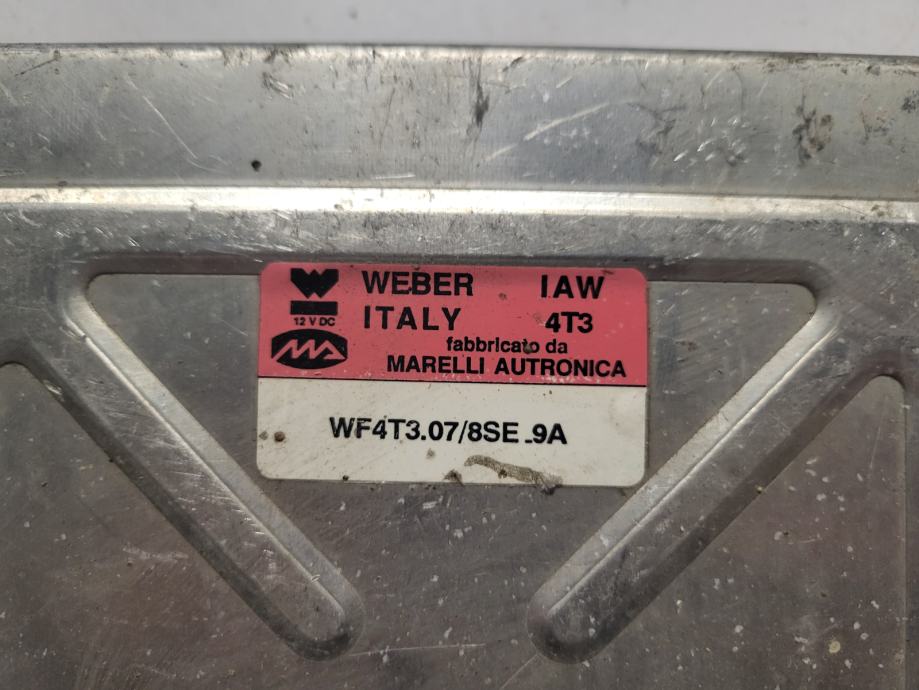 WEBER IAW
12 V DC
ITALY 4T3
fabbricato da
MARELLI AUTRONICA
WF4T3.07/8SE.9A